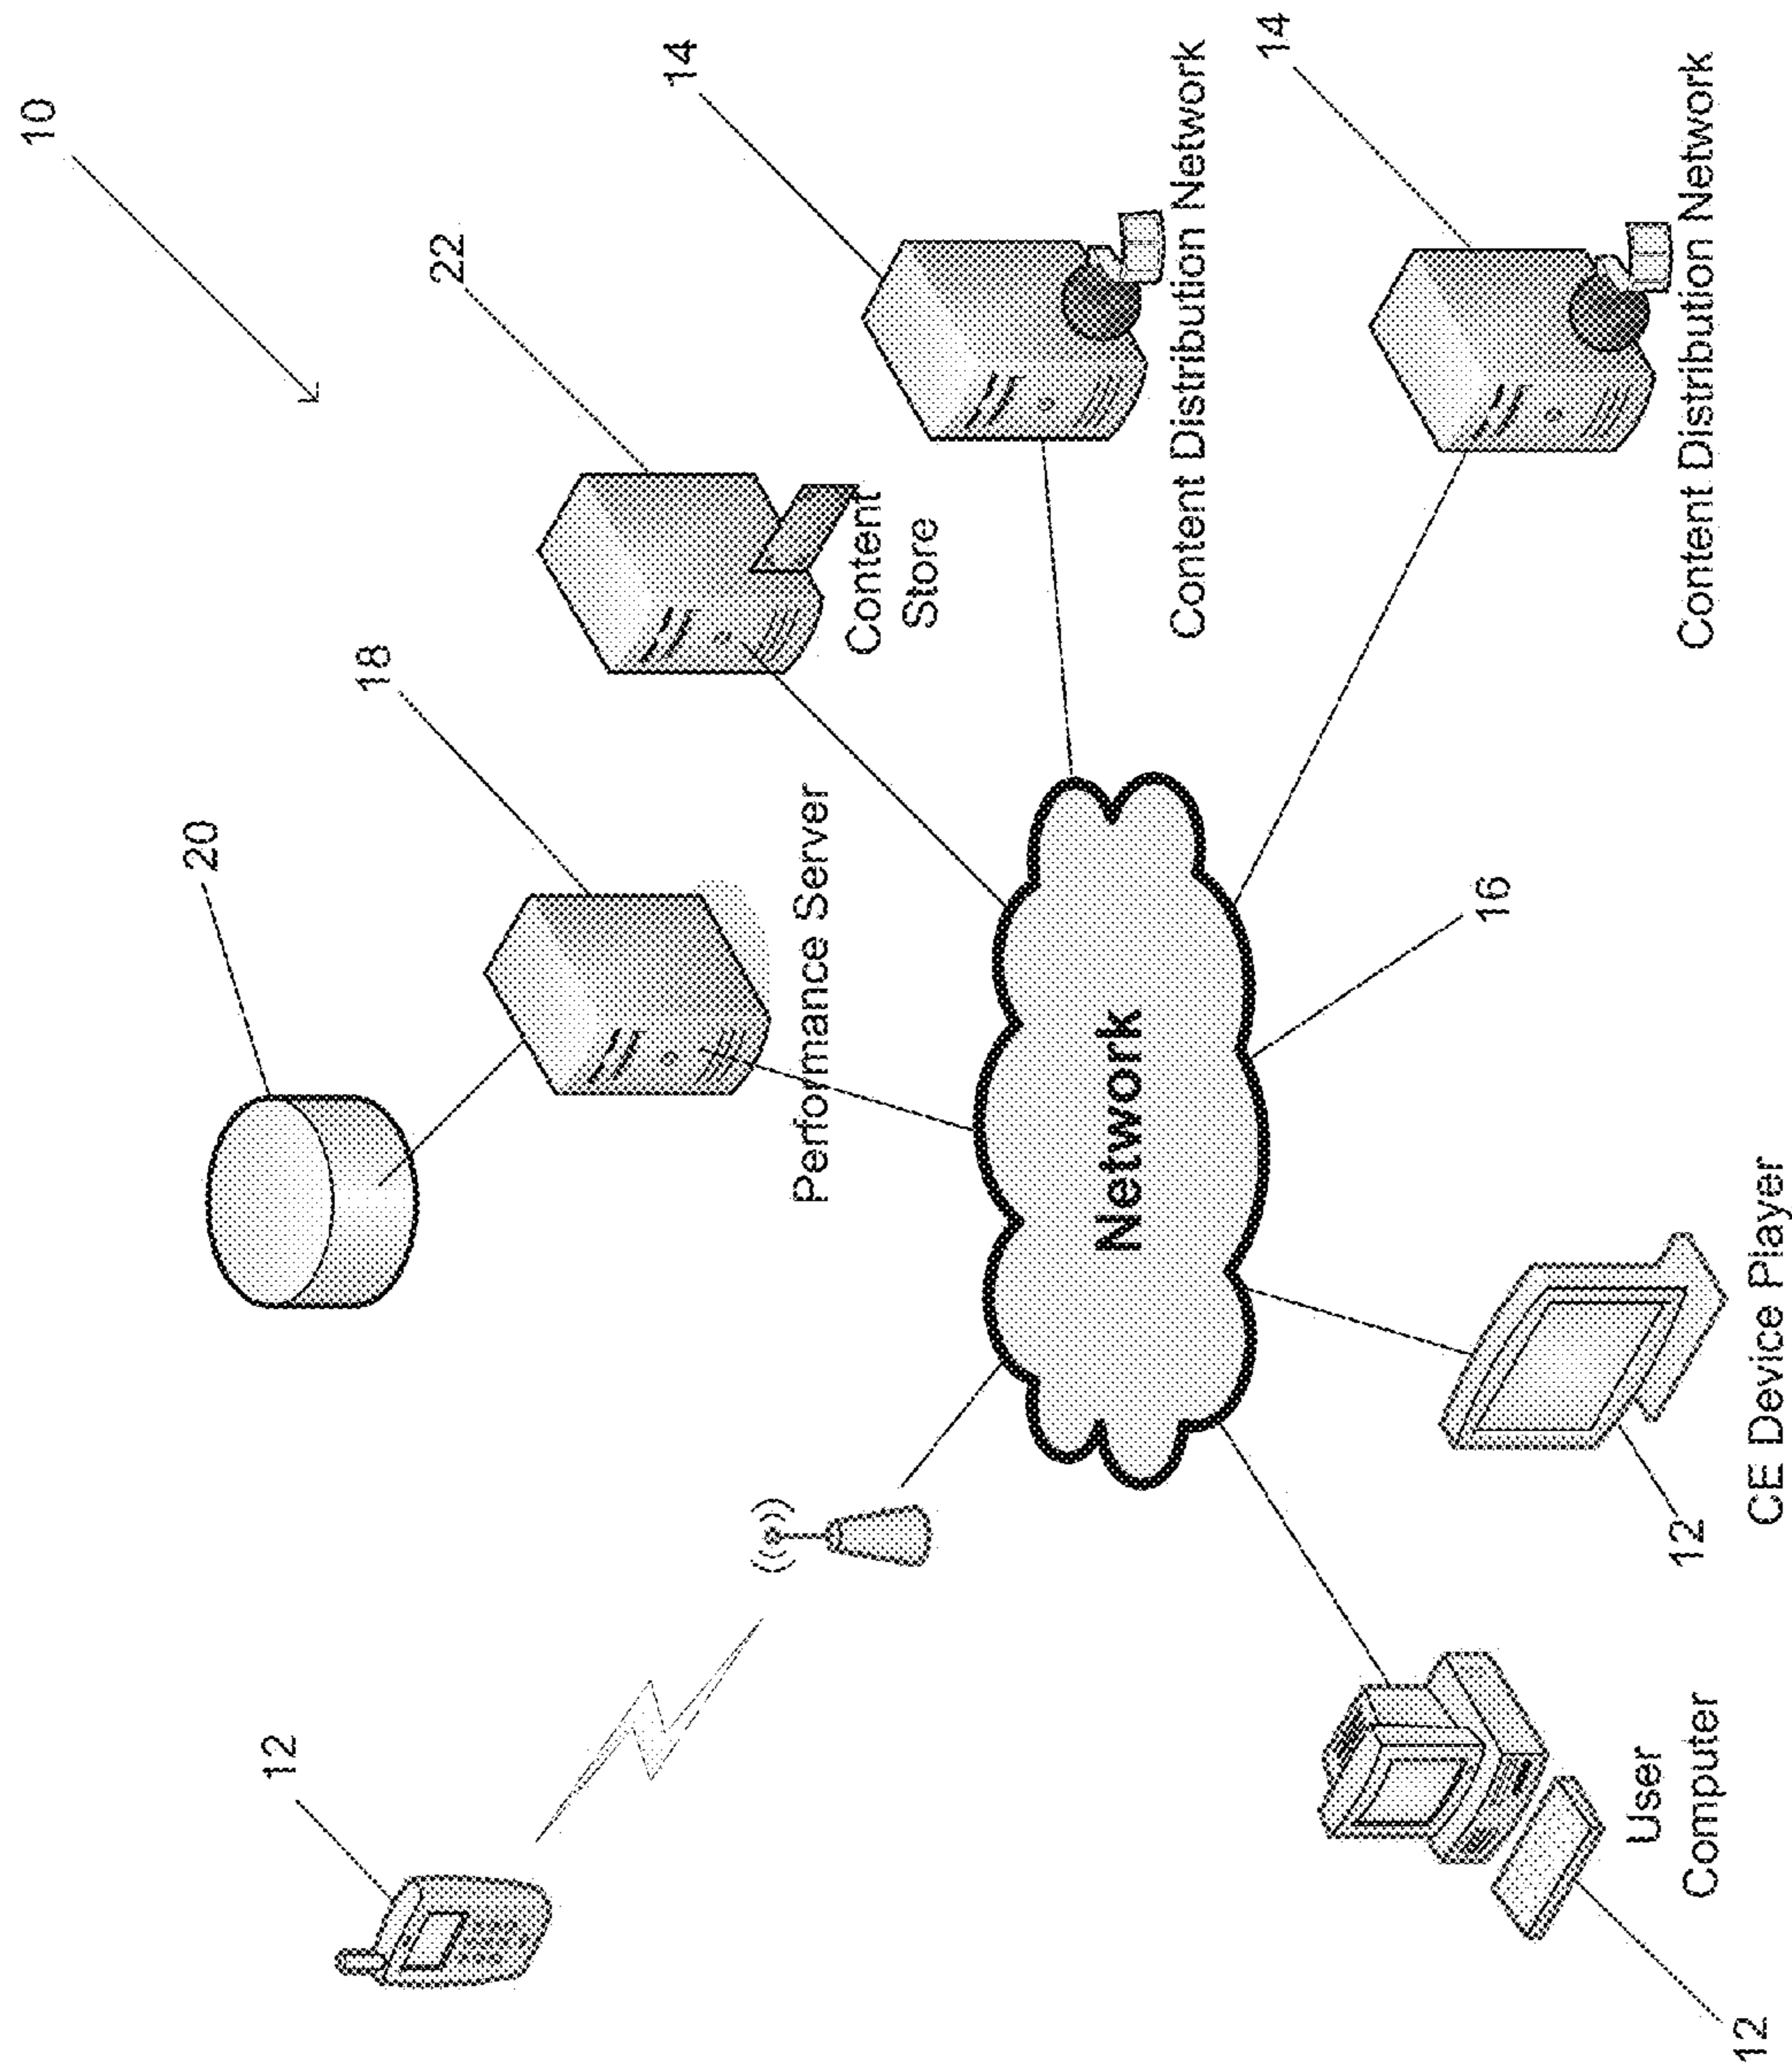 10
20
18
22
14
Performance Server
Content
Store
Content Distribution Network
14
Content Distribution Network
12
Network
16
User
Computer
12
12
CE Device Player